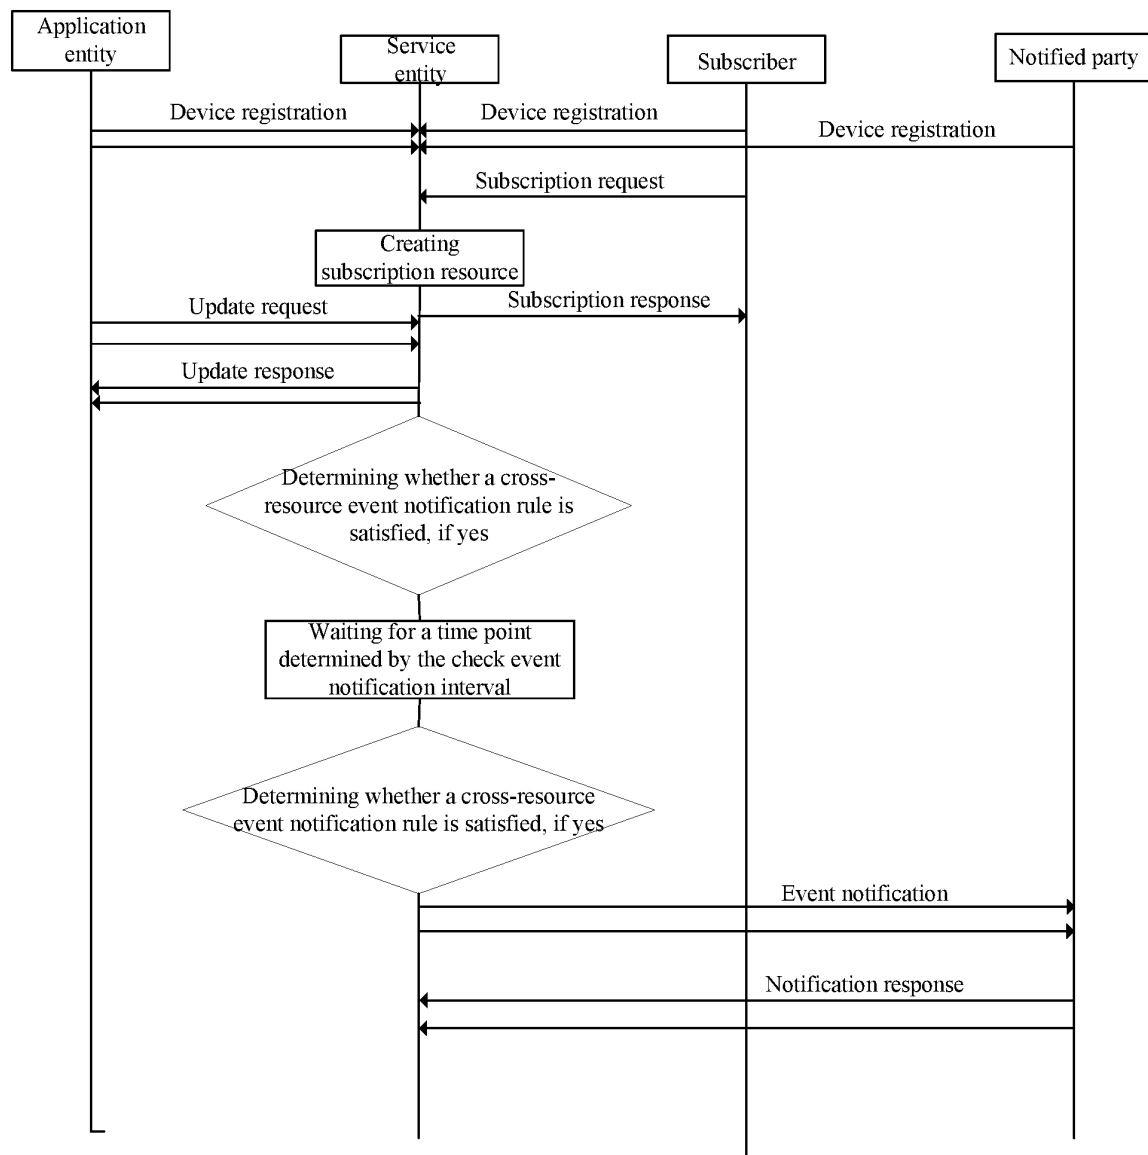 Application
entity
Service
entity
Subscriber
Notified party
Device registration
Device registration
Device registration
Subscription request
Creating
subscription resource
Update request
Subscription response
Update response
Determining whether a cross-
resource event notification rule is
satisfied, if yes
Waiting for a time point
determined by the check event
notification interval
Determining whether a cross-resource
event notification rule is satisfied, if yes
Event notification
Notification response